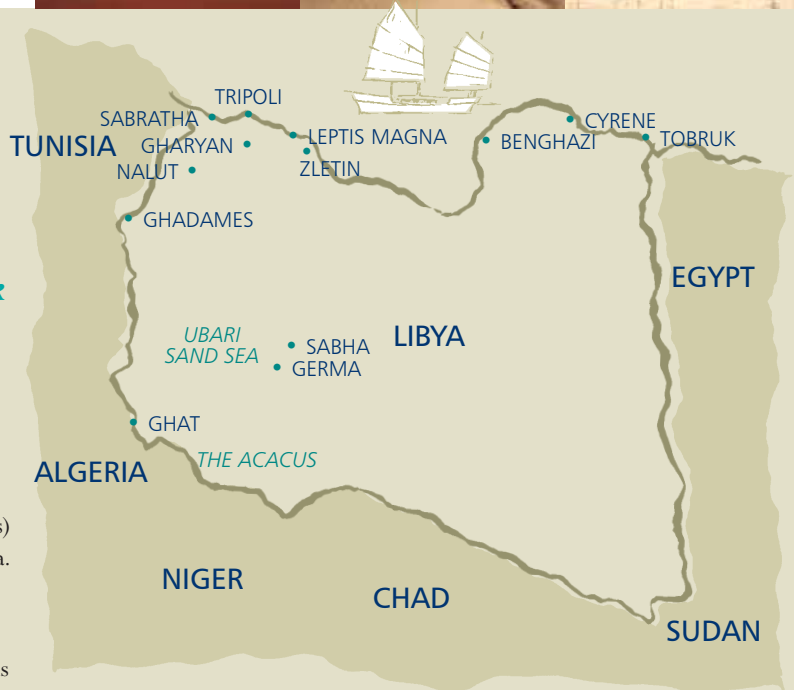 TRIPOLI
SABRATHA
CYRENE
TUNISIA
GHARYAN
LEPTIS MAGNA
BENGHAZI
TOBRUK
NALUT
ZLETIN
GHADAMES
EGYPT
UBARI
SAND SEA
SABHA
LIBYA
GERMA
GHAT
THE ACACUS
ALGERIA
s)
a.
NIGER
CHAD
SUDAN
s